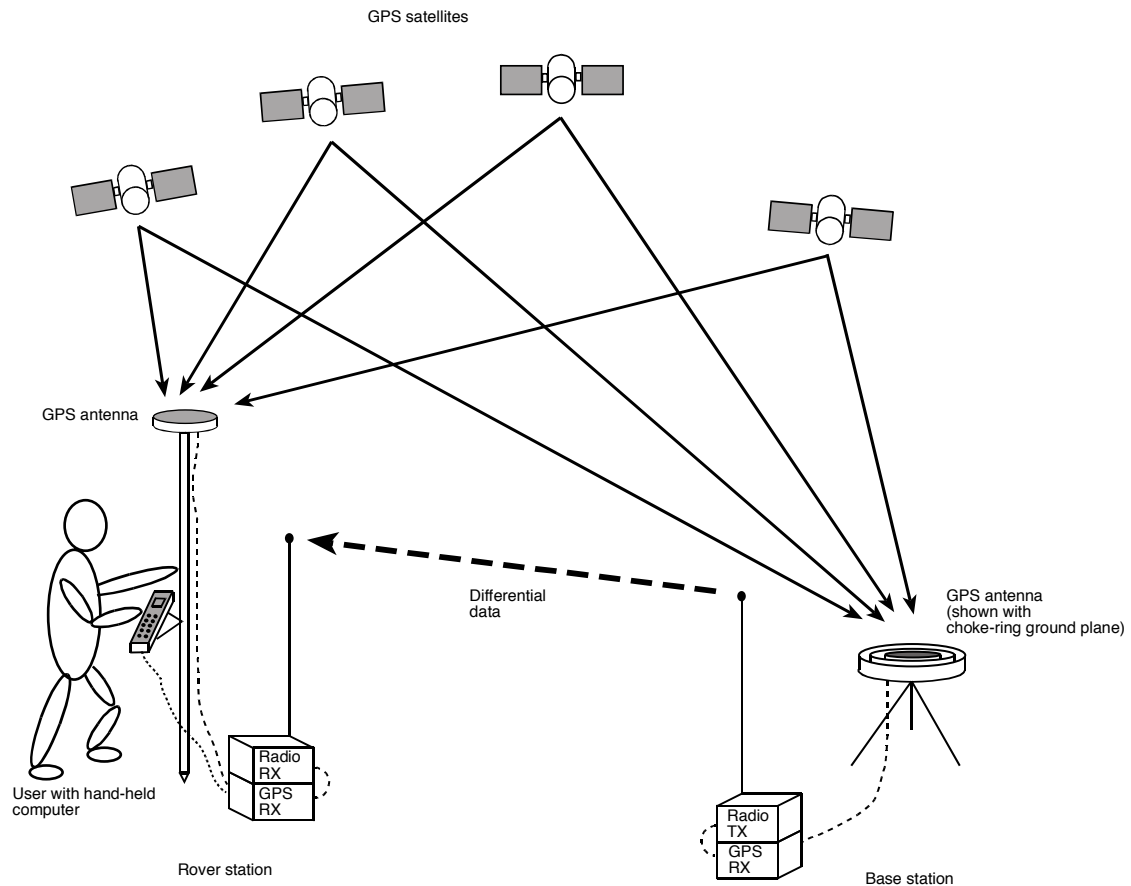 GPS satellites
GPS antenna
Differential
data
GPS antenna
(shown with
choke-ring ground plane)
Radio
RX
GPS
RX
User with hand-held
computer
Radio
TX
GPS
RX
Rover station
Base station